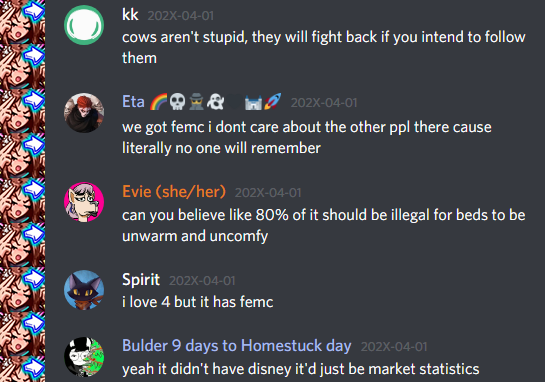 kk 202X-04-01
cows aren't stupid, they will fight back if you intend to follow
them
Eta 🌈💀🕵️👻 🏰🚀 202X-04-01
we got femc i dont care about the other ppl there cause
literally no one will remember
Evie (she/her) 202X-04-01
can you believe like 80% of it should be illegal for beds to be
unwarm and uncomfy
Spirit 202X-04-01
i love 4 but it has femc
Bulder 9 days to Homestuck day 202X-04-01
yeah it didn't have disney it'd just be market statistics